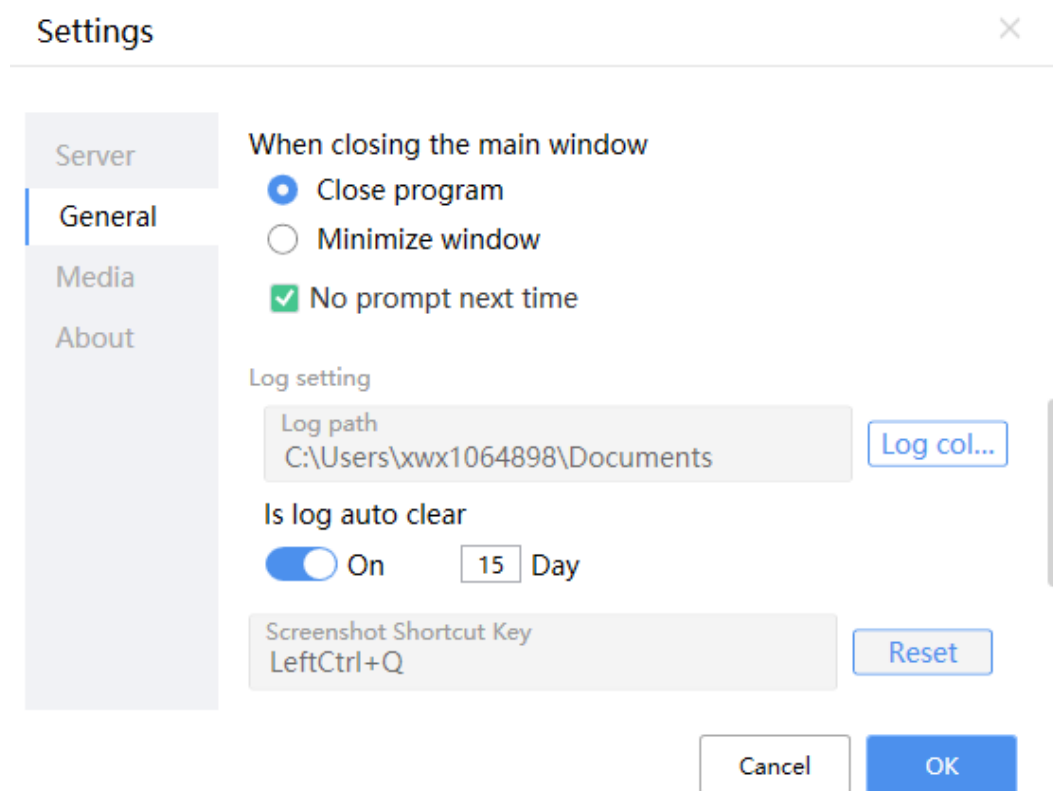 Settings
Server
General
Media
About
When closing the main window
Close program
Minimize window
No prompt next time
Log setting
Log path
C:\Users\xwx1064898\Documents
Log col...
Is log auto clear
On 15 Day
Screenshot Shortcut Key
LeftCtrl+Q
Reset
Cancel OK